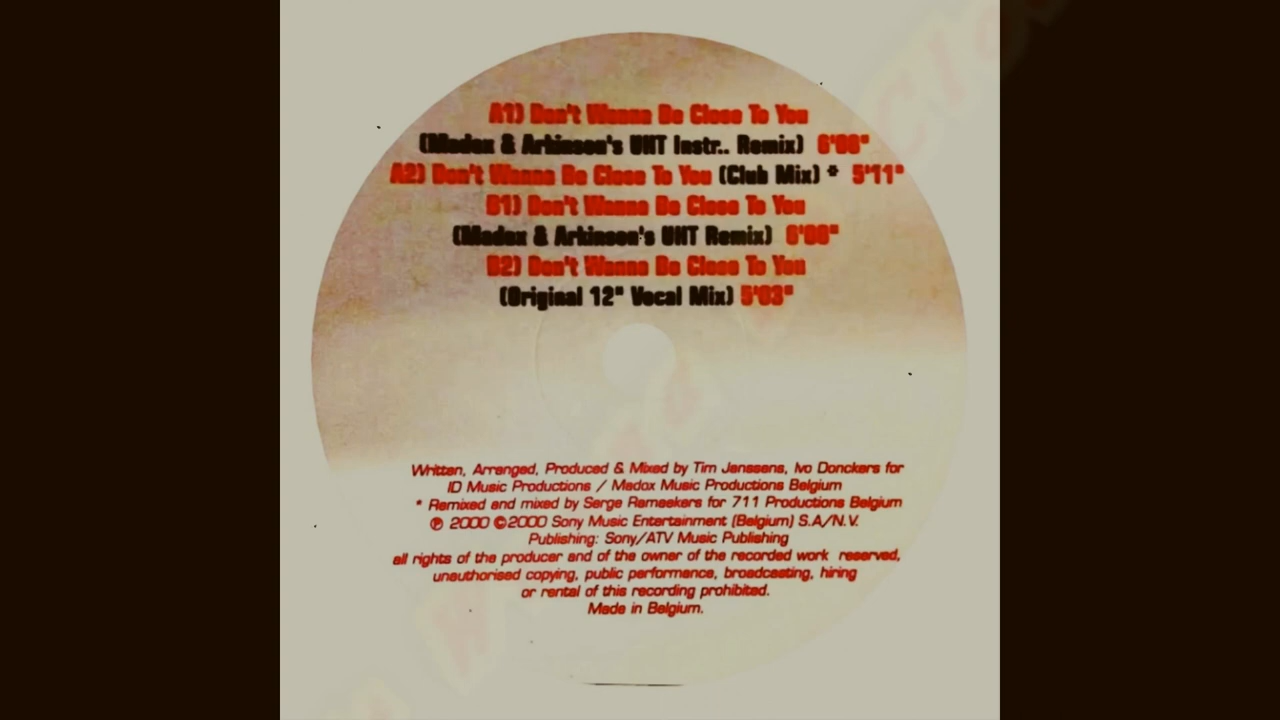 A1) Don't Wanna Be Close To You
(Madox & Arkinson's UHT Instr.. Remix) 6'08"
A2) Don't Wanna Be Close To You (Club Mix) * 5'11"
B1) Don't Wanna Be Close To You
(Madox & Arkinson's UHT Remix) 6'08"
B2) Don't Wanna Be Close To You
(Original 12" Vocal Mix) 5'03"
Written, Arranged, Produced & Mixed by Tim Janssens, Ivo Donckers for
ID Music Productions / Madox Music Productions Belgium
* Remixed and mixed by Serge Ramaekers for 711 Productions Belgium
℗ 2000 ©2000 Sony Music Entertainment (Belgium) S.A/N.V.
Publishing: Sony/ATV Music Publishing
all rights of the producer and of the owner of the recorded work reserved,
unauthorised copying, public performance, broadcasting, hiring
or rental of this recording prohibited.
Made in Belgium.